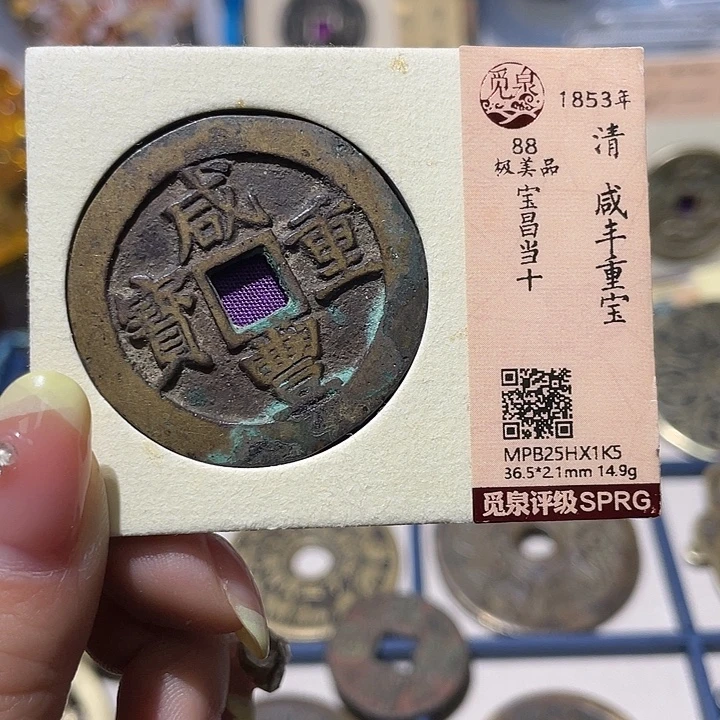 咸豐重寶
觅泉
1853年
清 咸丰重宝
88
极美品
宝昌当十
MPB25HX1K5
36.5*2.1mm 14.9g
觅泉评级SPRG